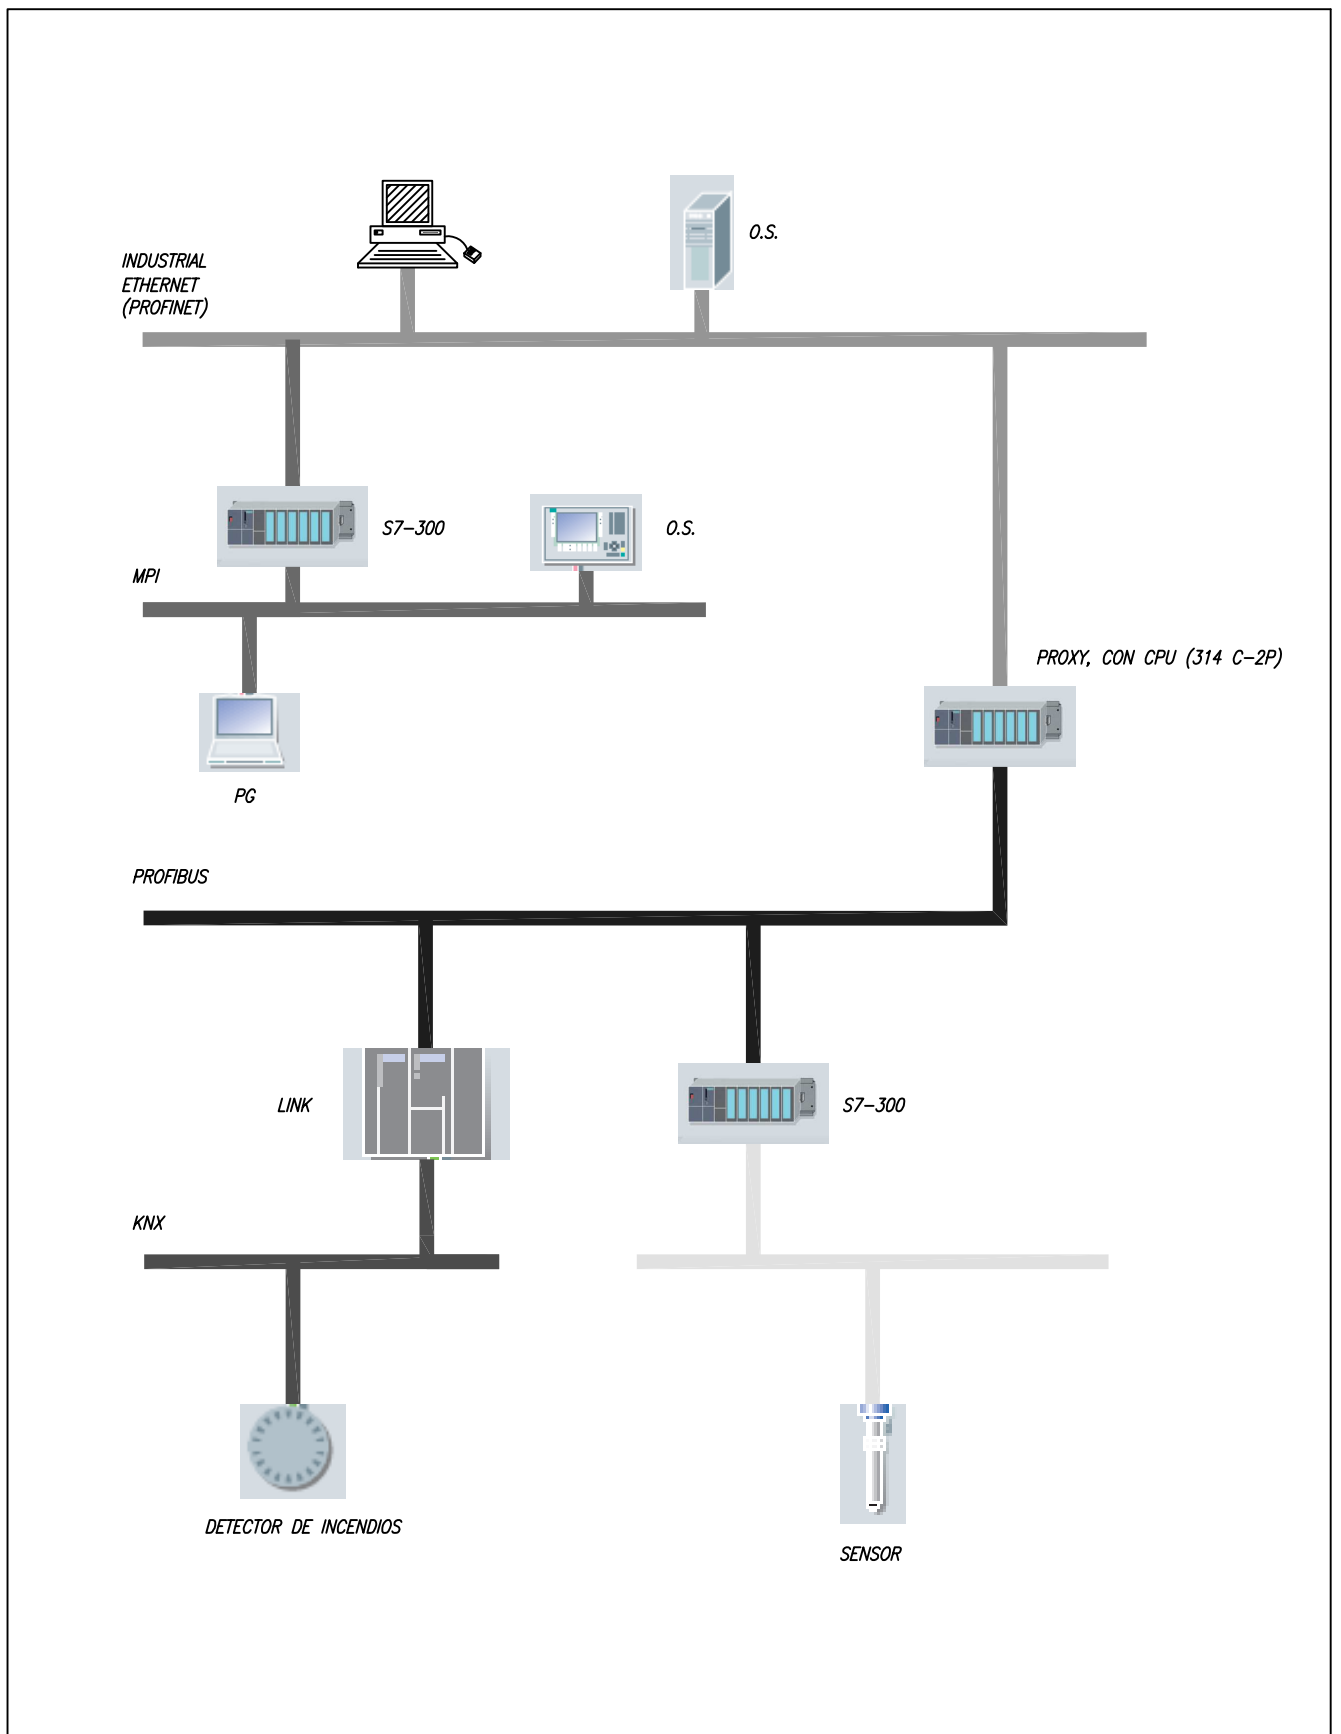 O.S.
INDUSTRIAL
ETHERNET
(PROFINET)
S7-300
O.S.
MPI
PROXY, CON CPU (314 C-2P)
PG
PROFIBUS
LINK
S7-300
KNX
DETECTOR DE INCENDIOS
SENSOR